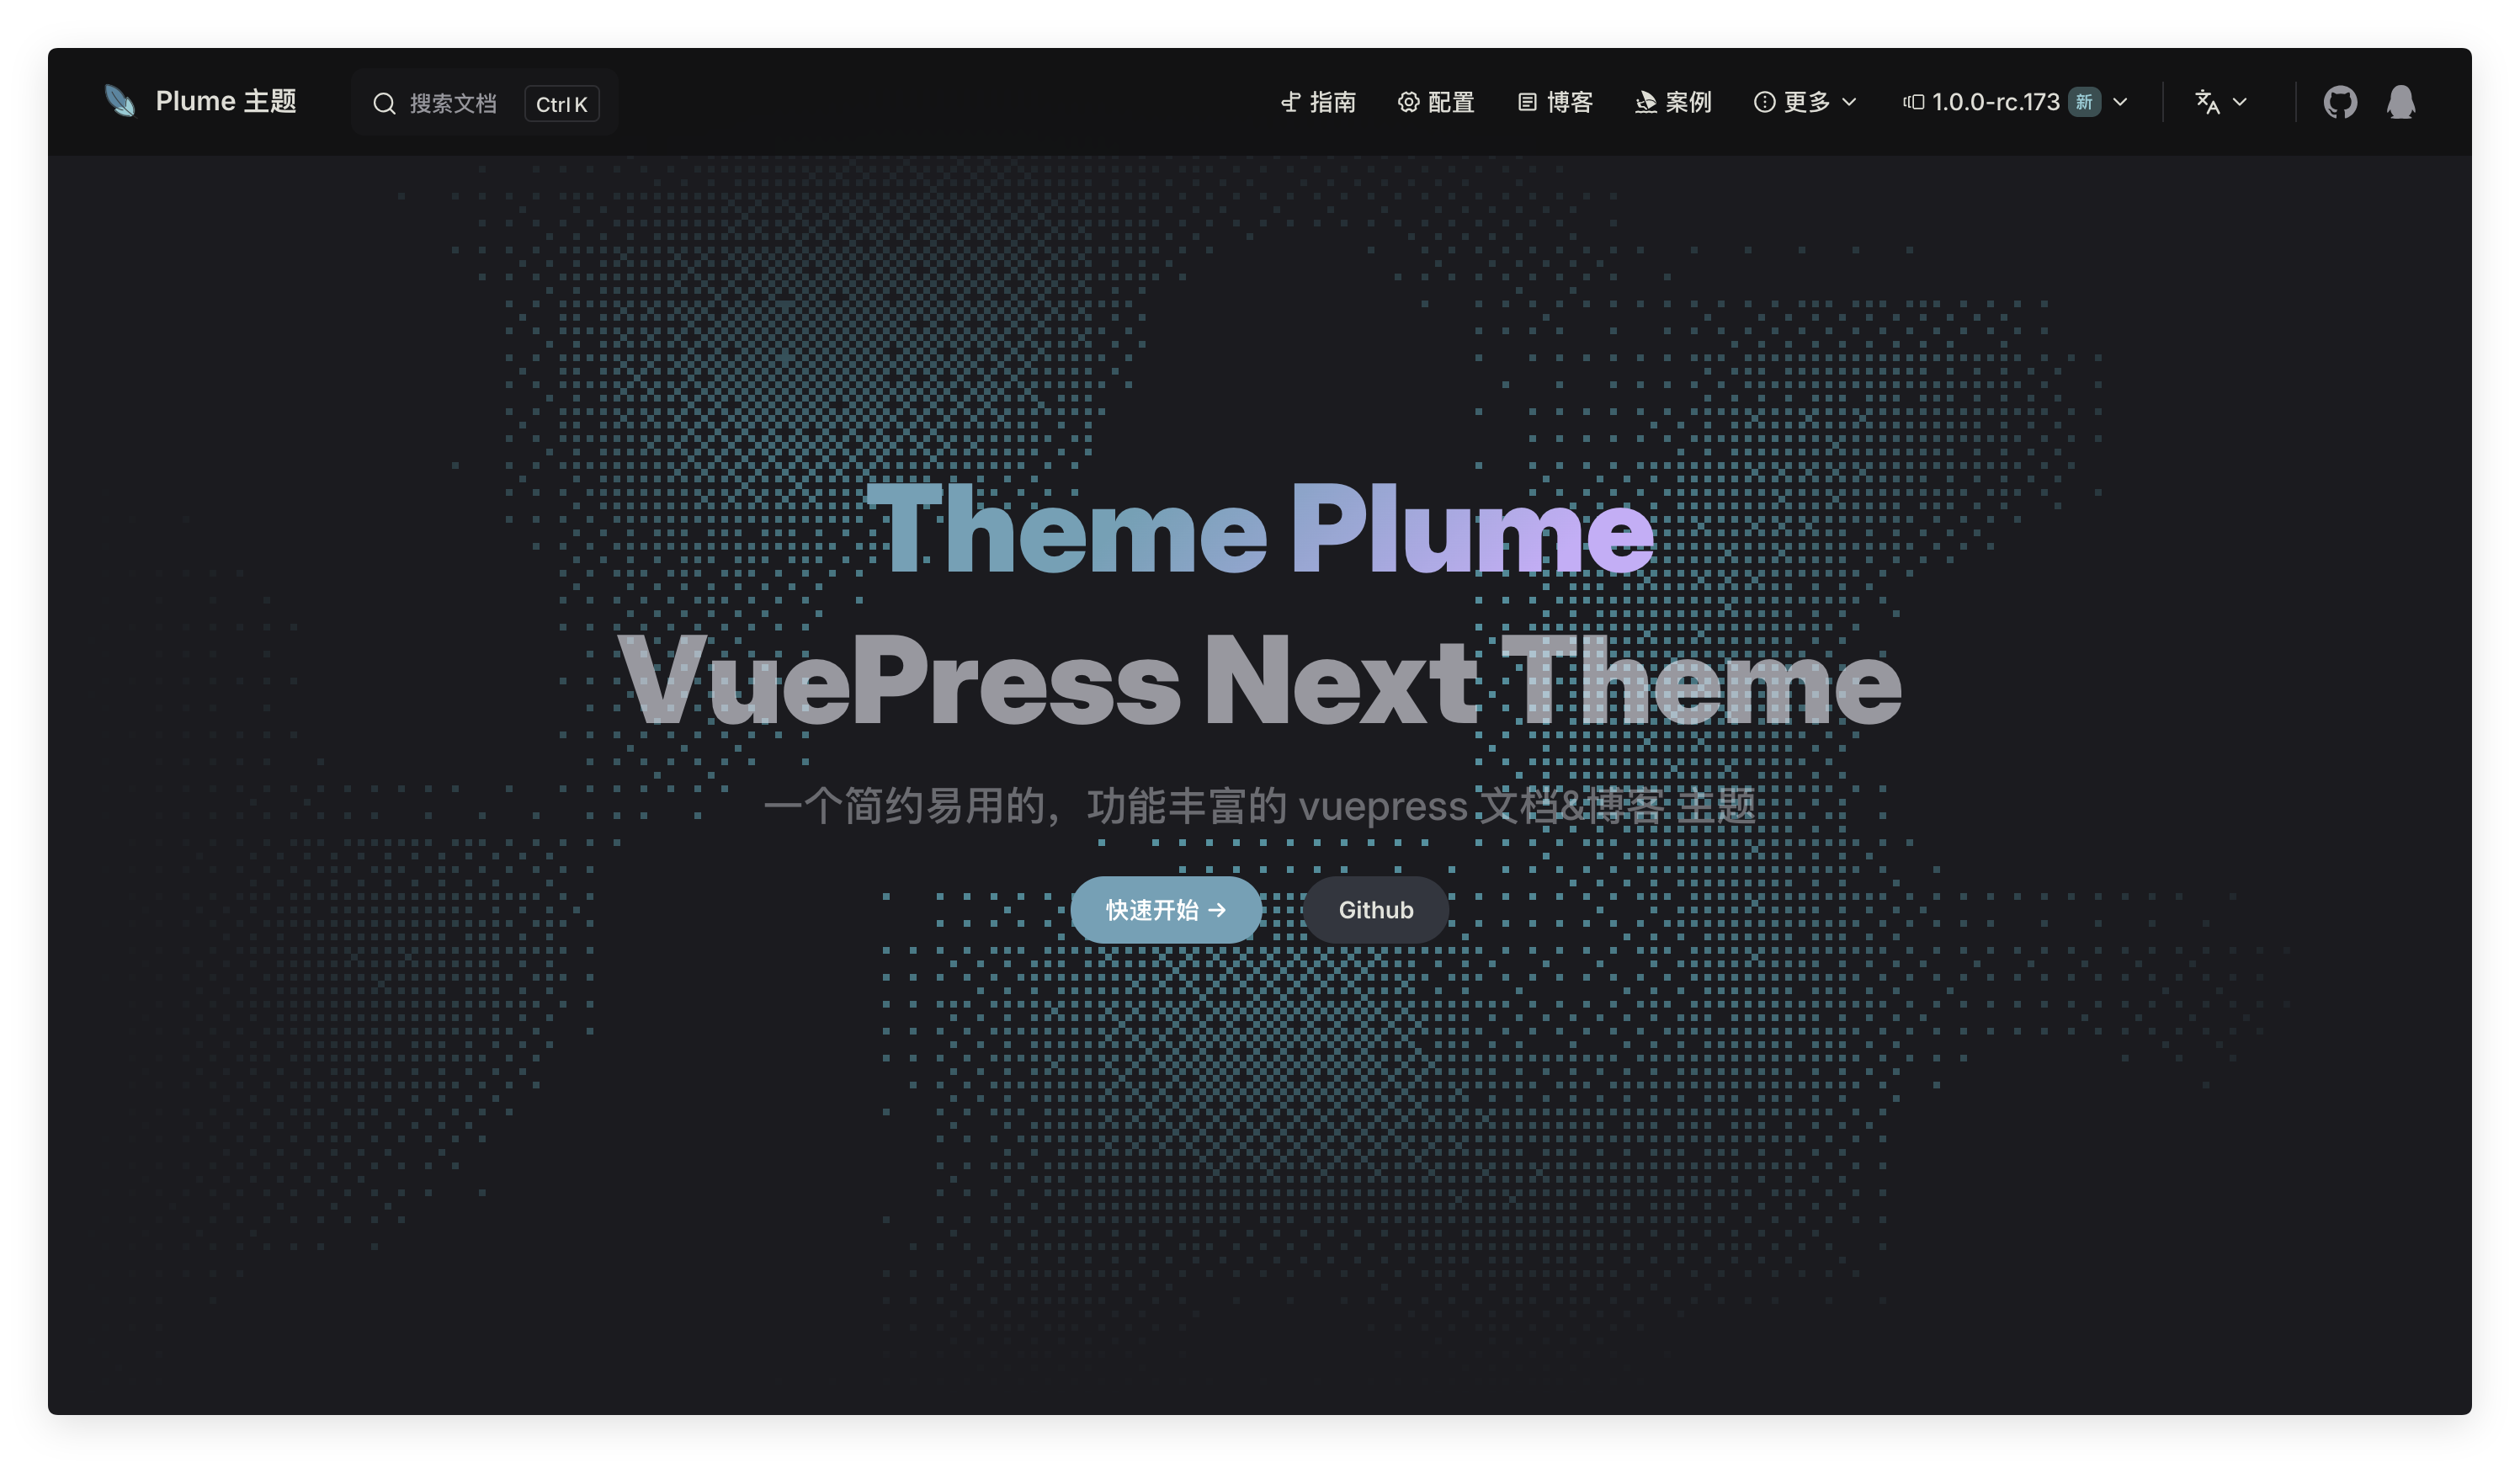 Plume 主题
搜索文档 Ctrl K
指南 配置 博客 案例 更多 1.0.0-rc.173 新
Theme Plume
VuePress Next Theme
一个简约易用的，功能丰富的 vuepress 文档&博客 主题
快速开始 → Github